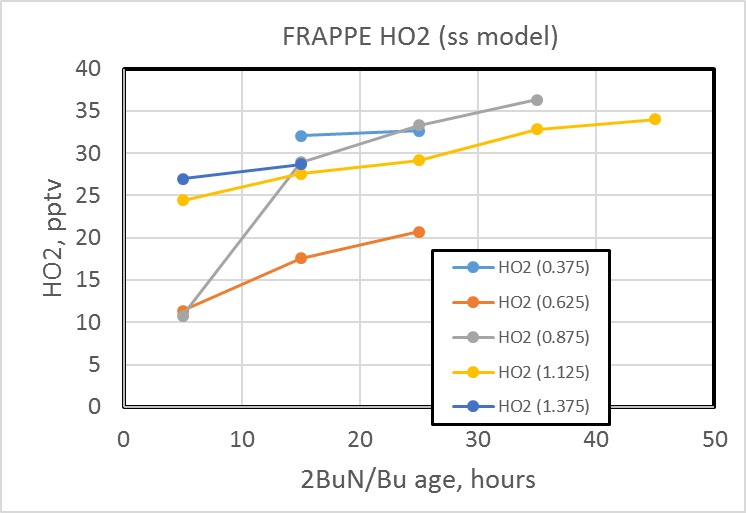 FRAPPE HO2 (ss model)
40
35
30
25
20
15
10
5
0
HO2, pptv
HO2 (0.375)
HO2 (0.625)
HO2 (0.875)
HO2 (1.125)
HO2 (1.375)
0 10 20 30 40 50
2BuN/Bu age, hours